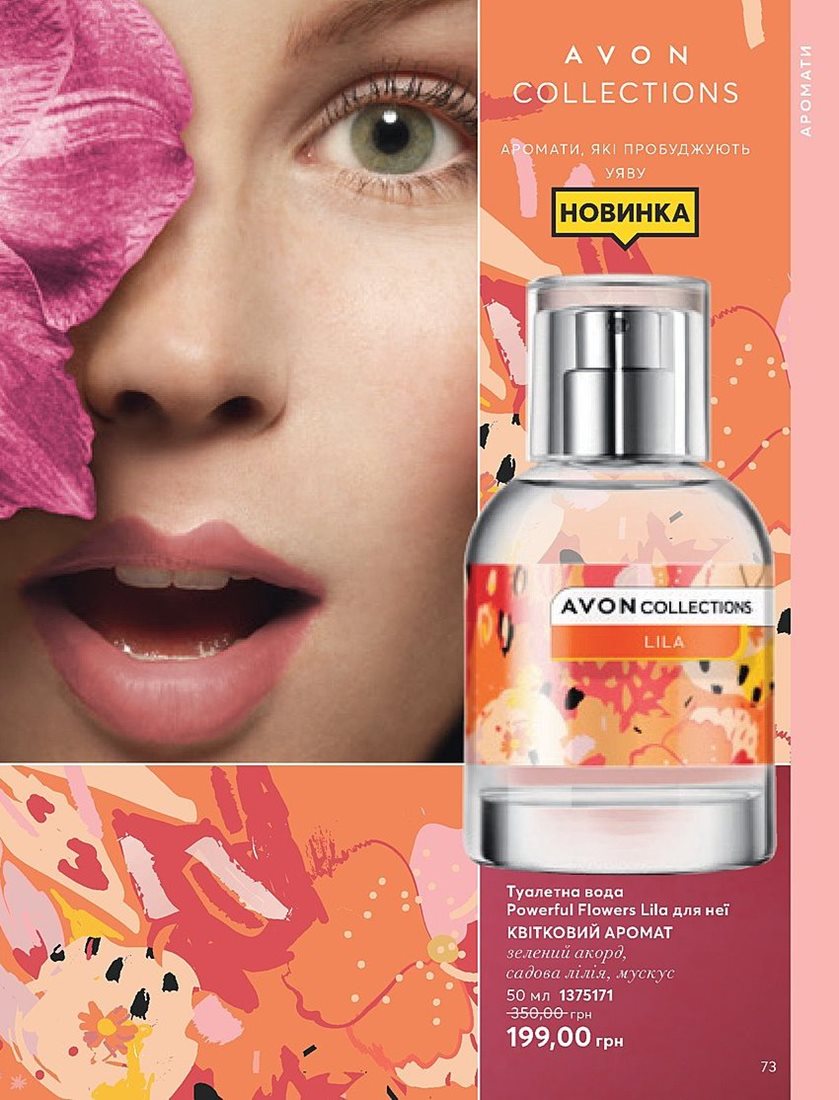 AVON
COLLECTIONS
АРОМАТИ, ЯКІ ПРОБУДЖУЮТЬ
УЯВУ
НОВИНКА
АРОМАТИ
AVON COLLECTIONS
LILA
Туалетна вода
Powerful Flowers Lila для неї
КВІТКОВИЙ АРОМАТ
зелений акорд,
садова лілія, мускус
50 мл 1375171
350,00 грн
199,00 грн
73